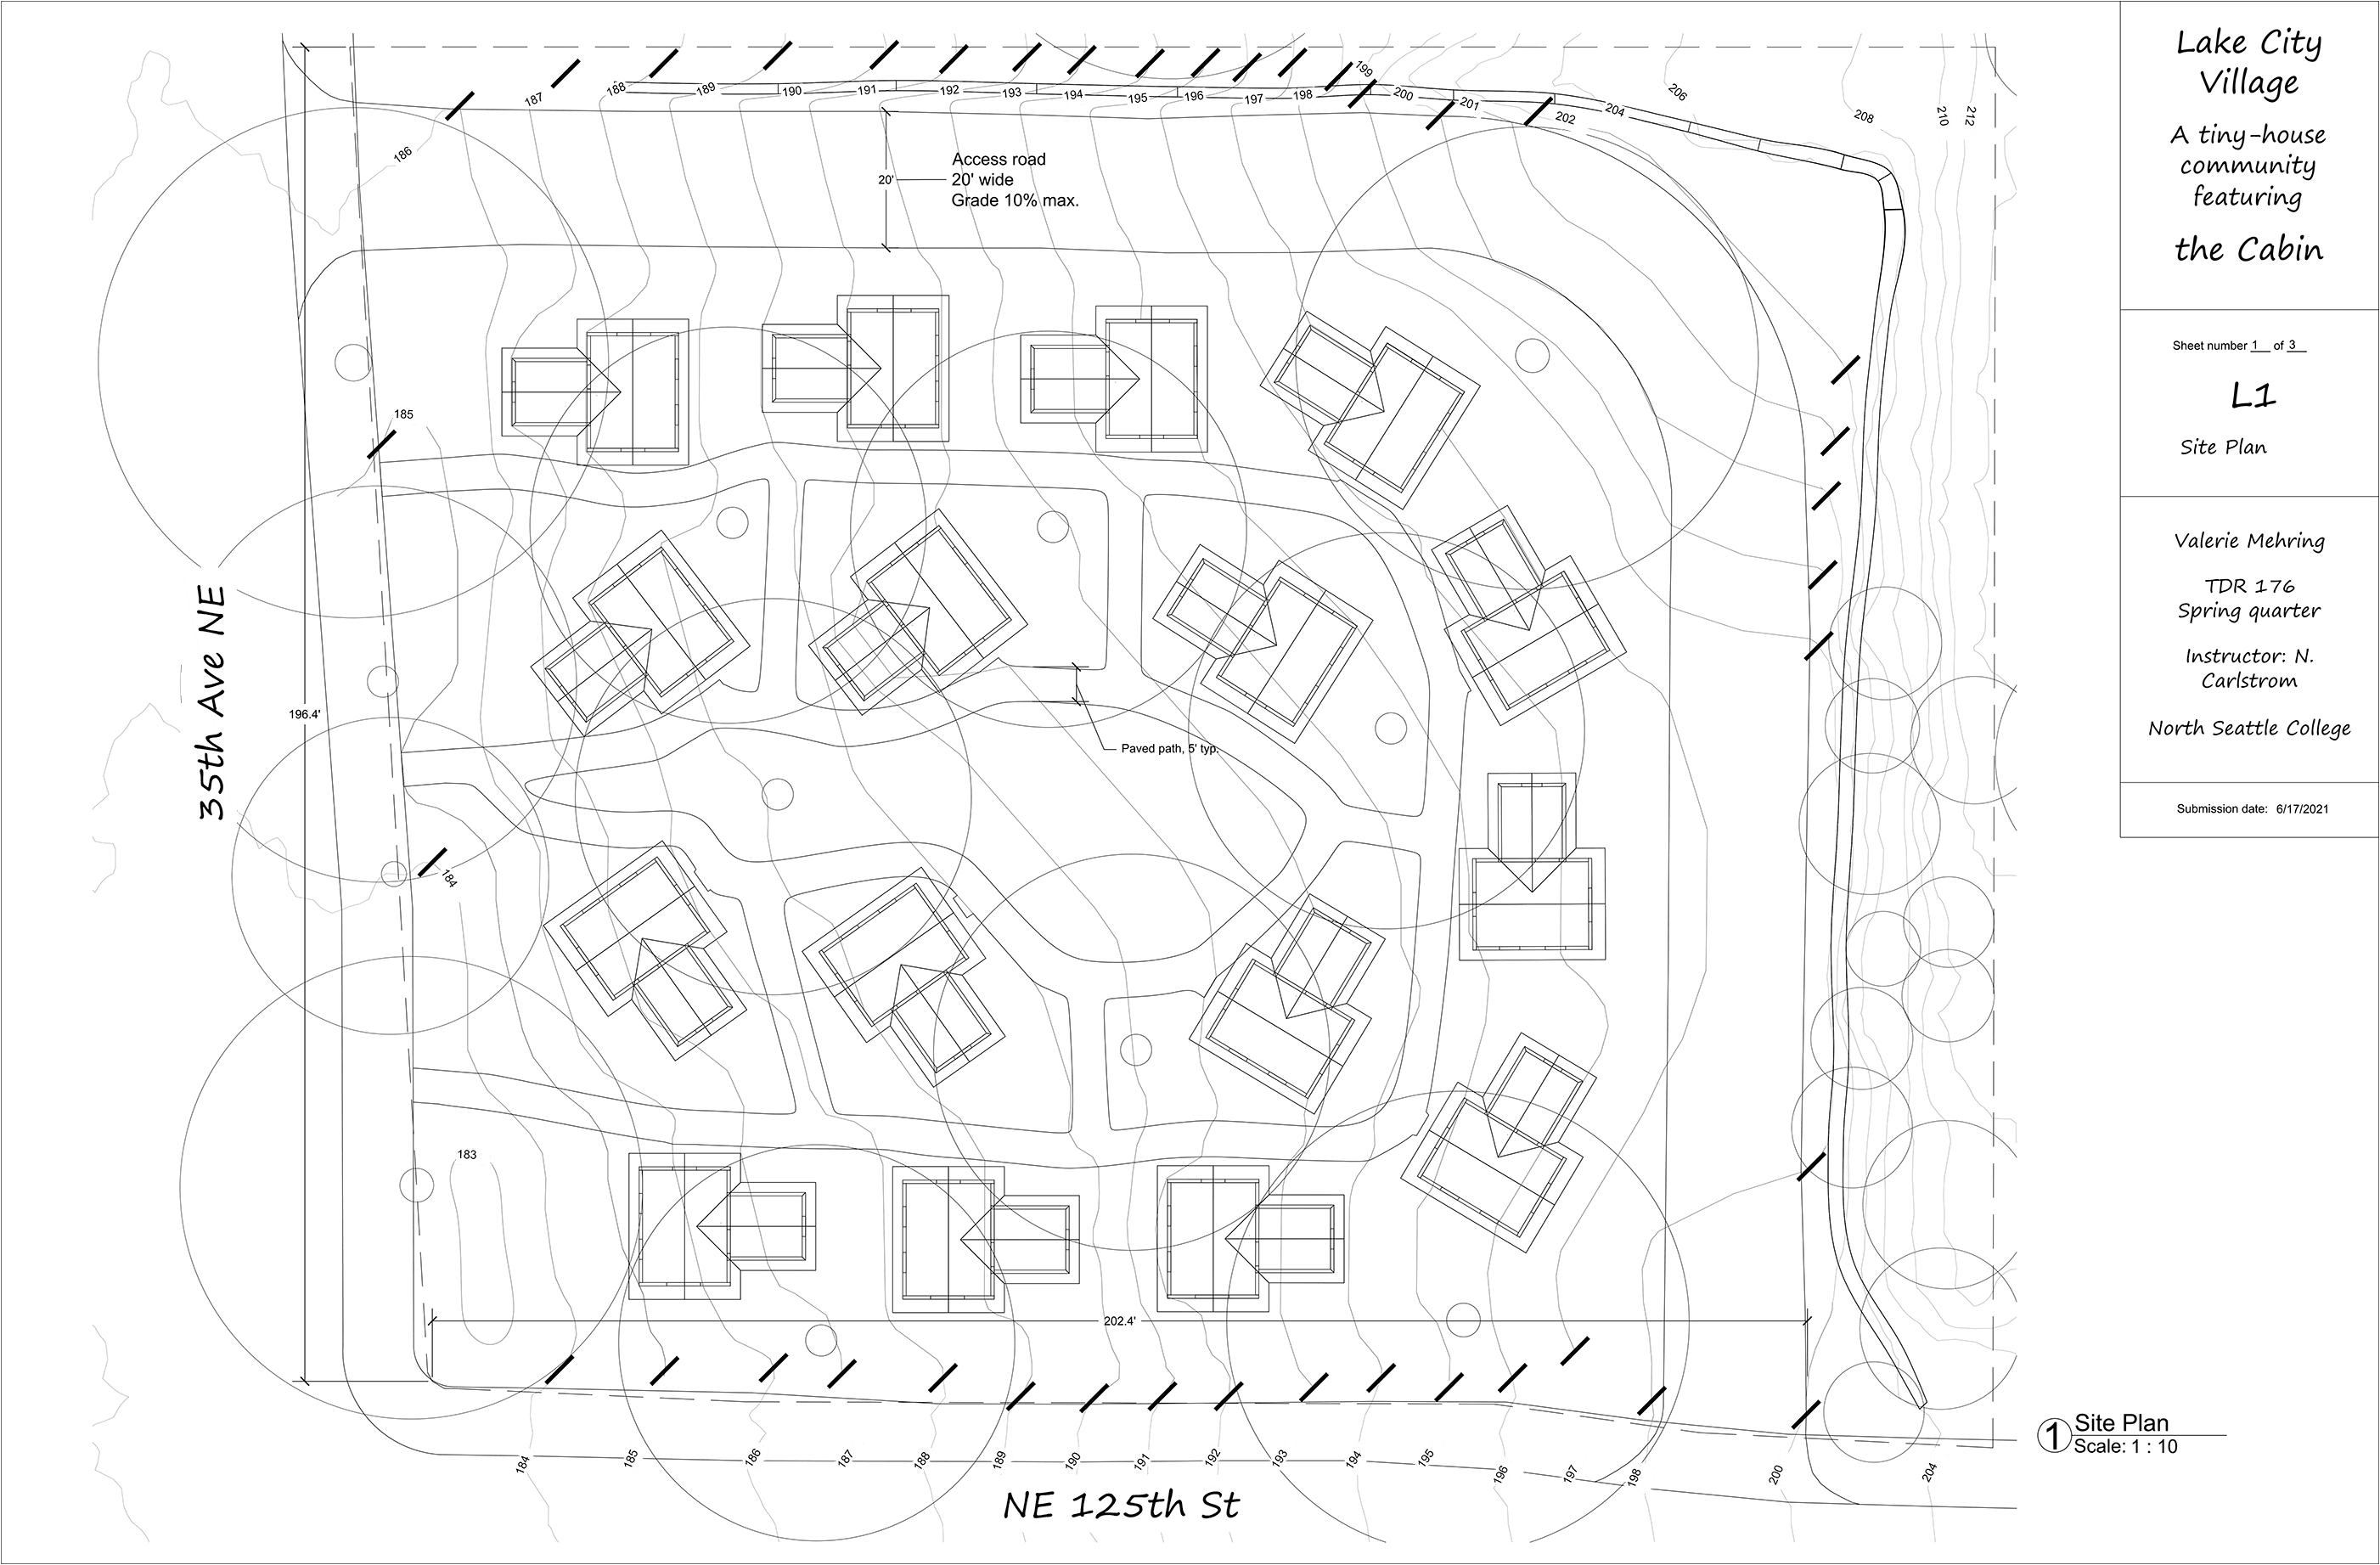 Lake City
Village
A tiny-house
community
featuring
the Cabin
Sheet number 1 of 3
L1
Site Plan
Valerie Mehring
TDR 176
Spring quarter
Instructor: N.
Carlstrom
North Seattle College
Submission date: 6/17/2021
186
187
188
189
190
191
192
193
194
195
196
197
198
199
200
201
202
204
206
208
210
212
Access road
20' wide
Grade 10% max.
20'
185
35th Ave NE
196.4'
Paved path, 5' typ.
184
183
202.4'
184
185
186
187
188
189
190
191
192
193
194
195
196
197
198
200
204
NE 125th St
1
Site Plan
Scale: 1 : 10